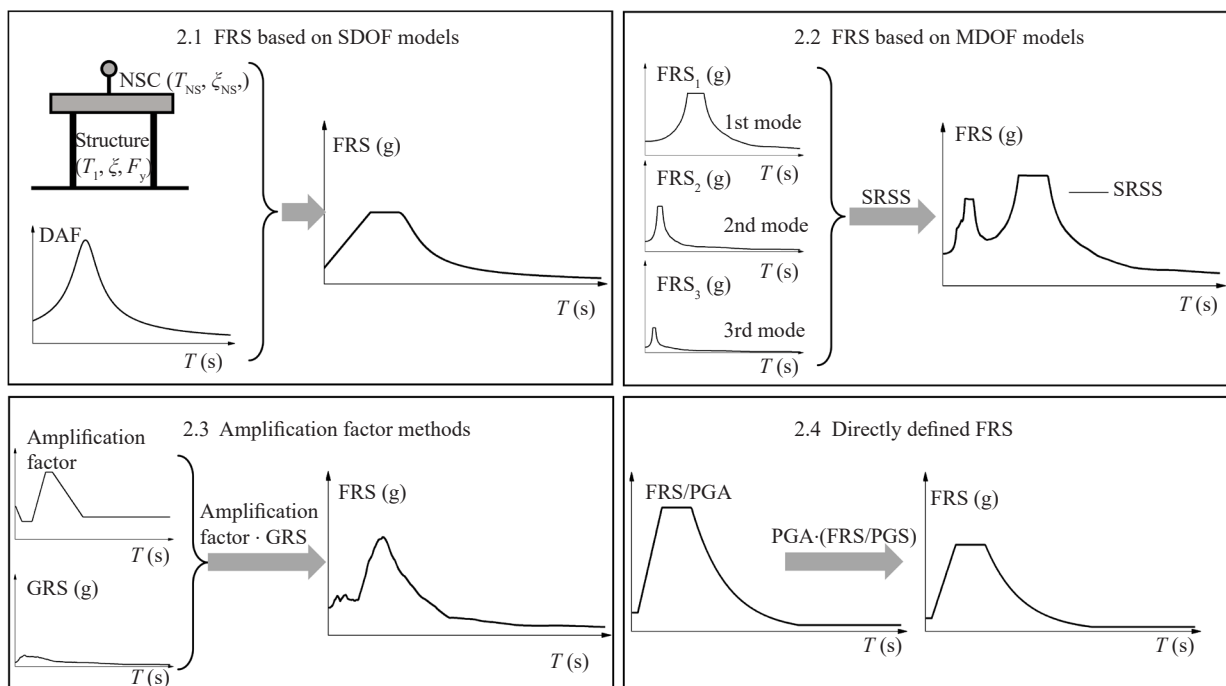 2.1 FRS based on SDOF models
NSC (T_NS, ξ_NS,)
Structure
(T_1, ξ, F_y)
DAF
T (s)
FRS (g)
T (s)
2.2 FRS based on MDOF models
FRS_1 (g)
1st mode
T (s)
FRS_2 (g)
2nd mode
T (s)
FRS_3 (g)
3rd mode
T (s)
SRSS
FRS (g)
SRSS
T (s)
2.3 Amplification factor methods
Amplification
factor
T (s)
GRS (g)
T (s)
Amplification
factor · GRS
FRS (g)
T (s)
2.4 Directly defined FRS
FRS/PGA
T (s)
PGA·(FRS/PGS)
FRS (g)
T (s)